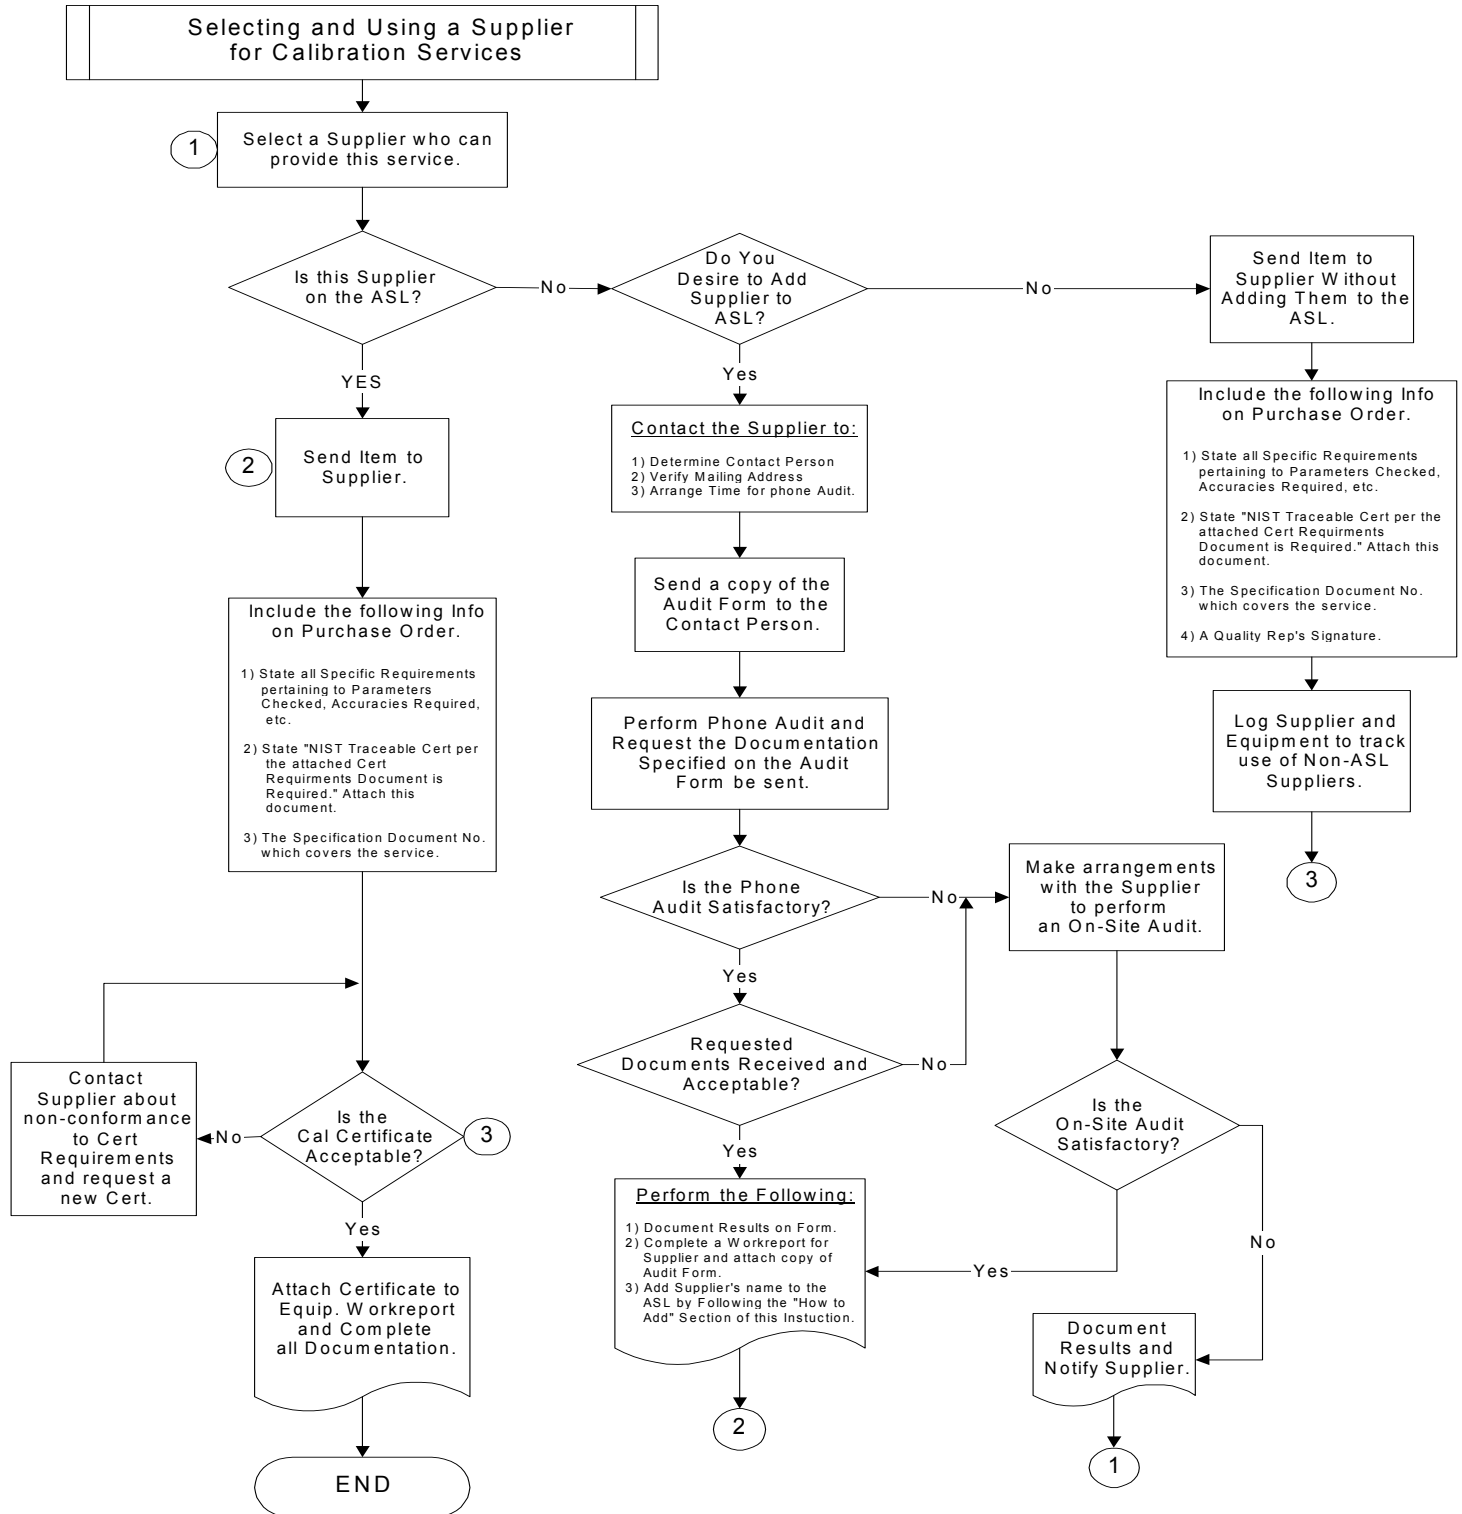 Selecting and Using a Supplier
for Calibration Services
1
Select a Supplier who can
provide this service.
Is this Supplier
on the ASL?
No
Do You
Desire to Add
Supplier to
ASL?
No
Send Item to
Supplier Without
Adding Them to the
ASL.
YES
Yes
2
Send Item to
Supplier.
Contact the Supplier to:
1) Determine Contact Person
2) Verify Mailing Address
3) Arrange Time for phone Audit.
Include the following Info
on Purchase Order.
1) State all Specific Requirements
pertaining to Parameters Checked,
Accuracies Required, etc.
2) State "NIST Traceable Cert per the
attached Cert Requirments
Document is Required." Attach this
document.
3) The Specification Document No.
which covers the service.
4) A Quality Rep's Signature.
Send a copy of the
Audit Form to the
Contact Person.
Include the following Info
on Purchase Order.
1) State all Specific Requirements
pertaining to Parameters
Checked, Accuracies Required,
etc.
2) State "NIST Traceable Cert per
the attached Cert
Requirments Document is
Required." Attach this
document.
3) The Specification Document No.
which covers the service.
Perform Phone Audit and
Request the Documentation
Specified on the Audit
Form be sent.
Log Supplier and
Equipment to track
use of Non-ASL
Suppliers.
3
Is the Phone
Audit Satisfactory?
No
Make arrangements
with the Supplier
to perform
an On-Site Audit.
Yes
Requested
Documents Received and
Acceptable?
No
Contact
Supplier about
non-conformance
to Cert
Requirements
and request a
new Cert.
No
Is the
Cal Certificate
Acceptable?
3
Is the
On-Site Audit
Satisfactory?
Yes
Yes
Perform the Following:
1) Document Results on Form.
2) Complete a Workreport for
Supplier and attach copy of
Audit Form.
3) Add Supplier's name to the
ASL by Following the "How to
Add" Section of this Instuction.
Yes
No
Attach Certificate to
Equip. Workreport
and Complete
all Documentation.
Document
Results and
Notify Supplier.
2
1
END